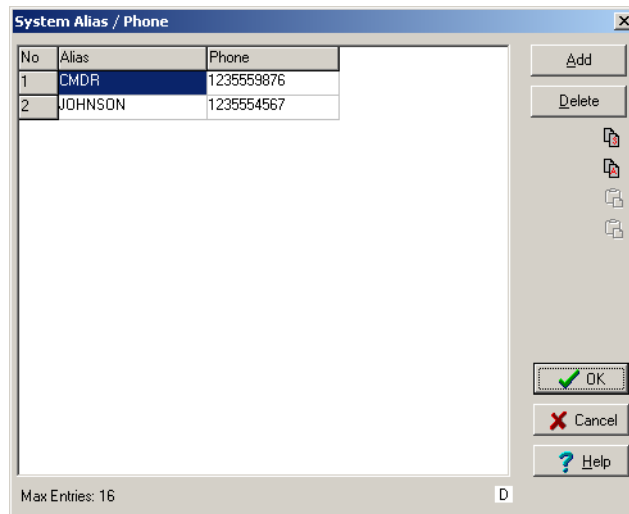 System Alias / Phone
No Alias Phone
1 CMDR 1235559876
2 JOHNSON 1235554567
Add
Delete
OK
Cancel
? Help
Max Entries: 16
D